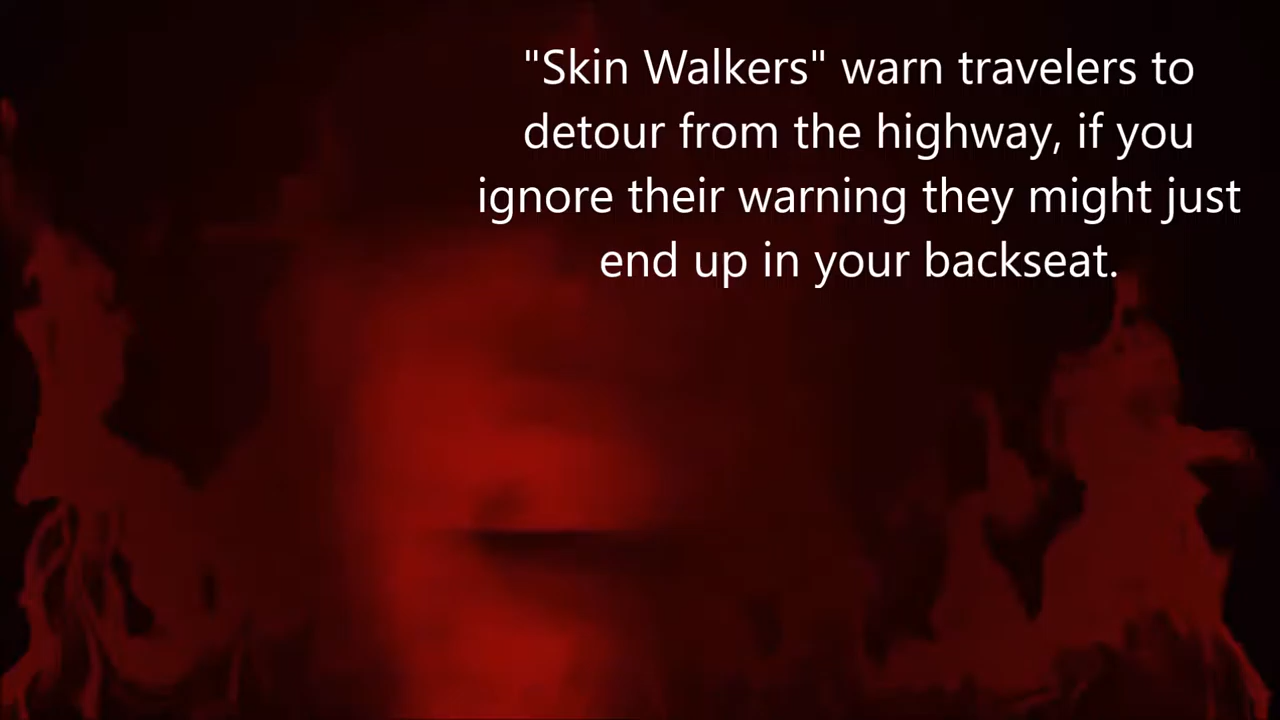 "Skin Walkers" warn travelers to
detour from the highway, if you
ignore their warning they might just
end up in your backseat.